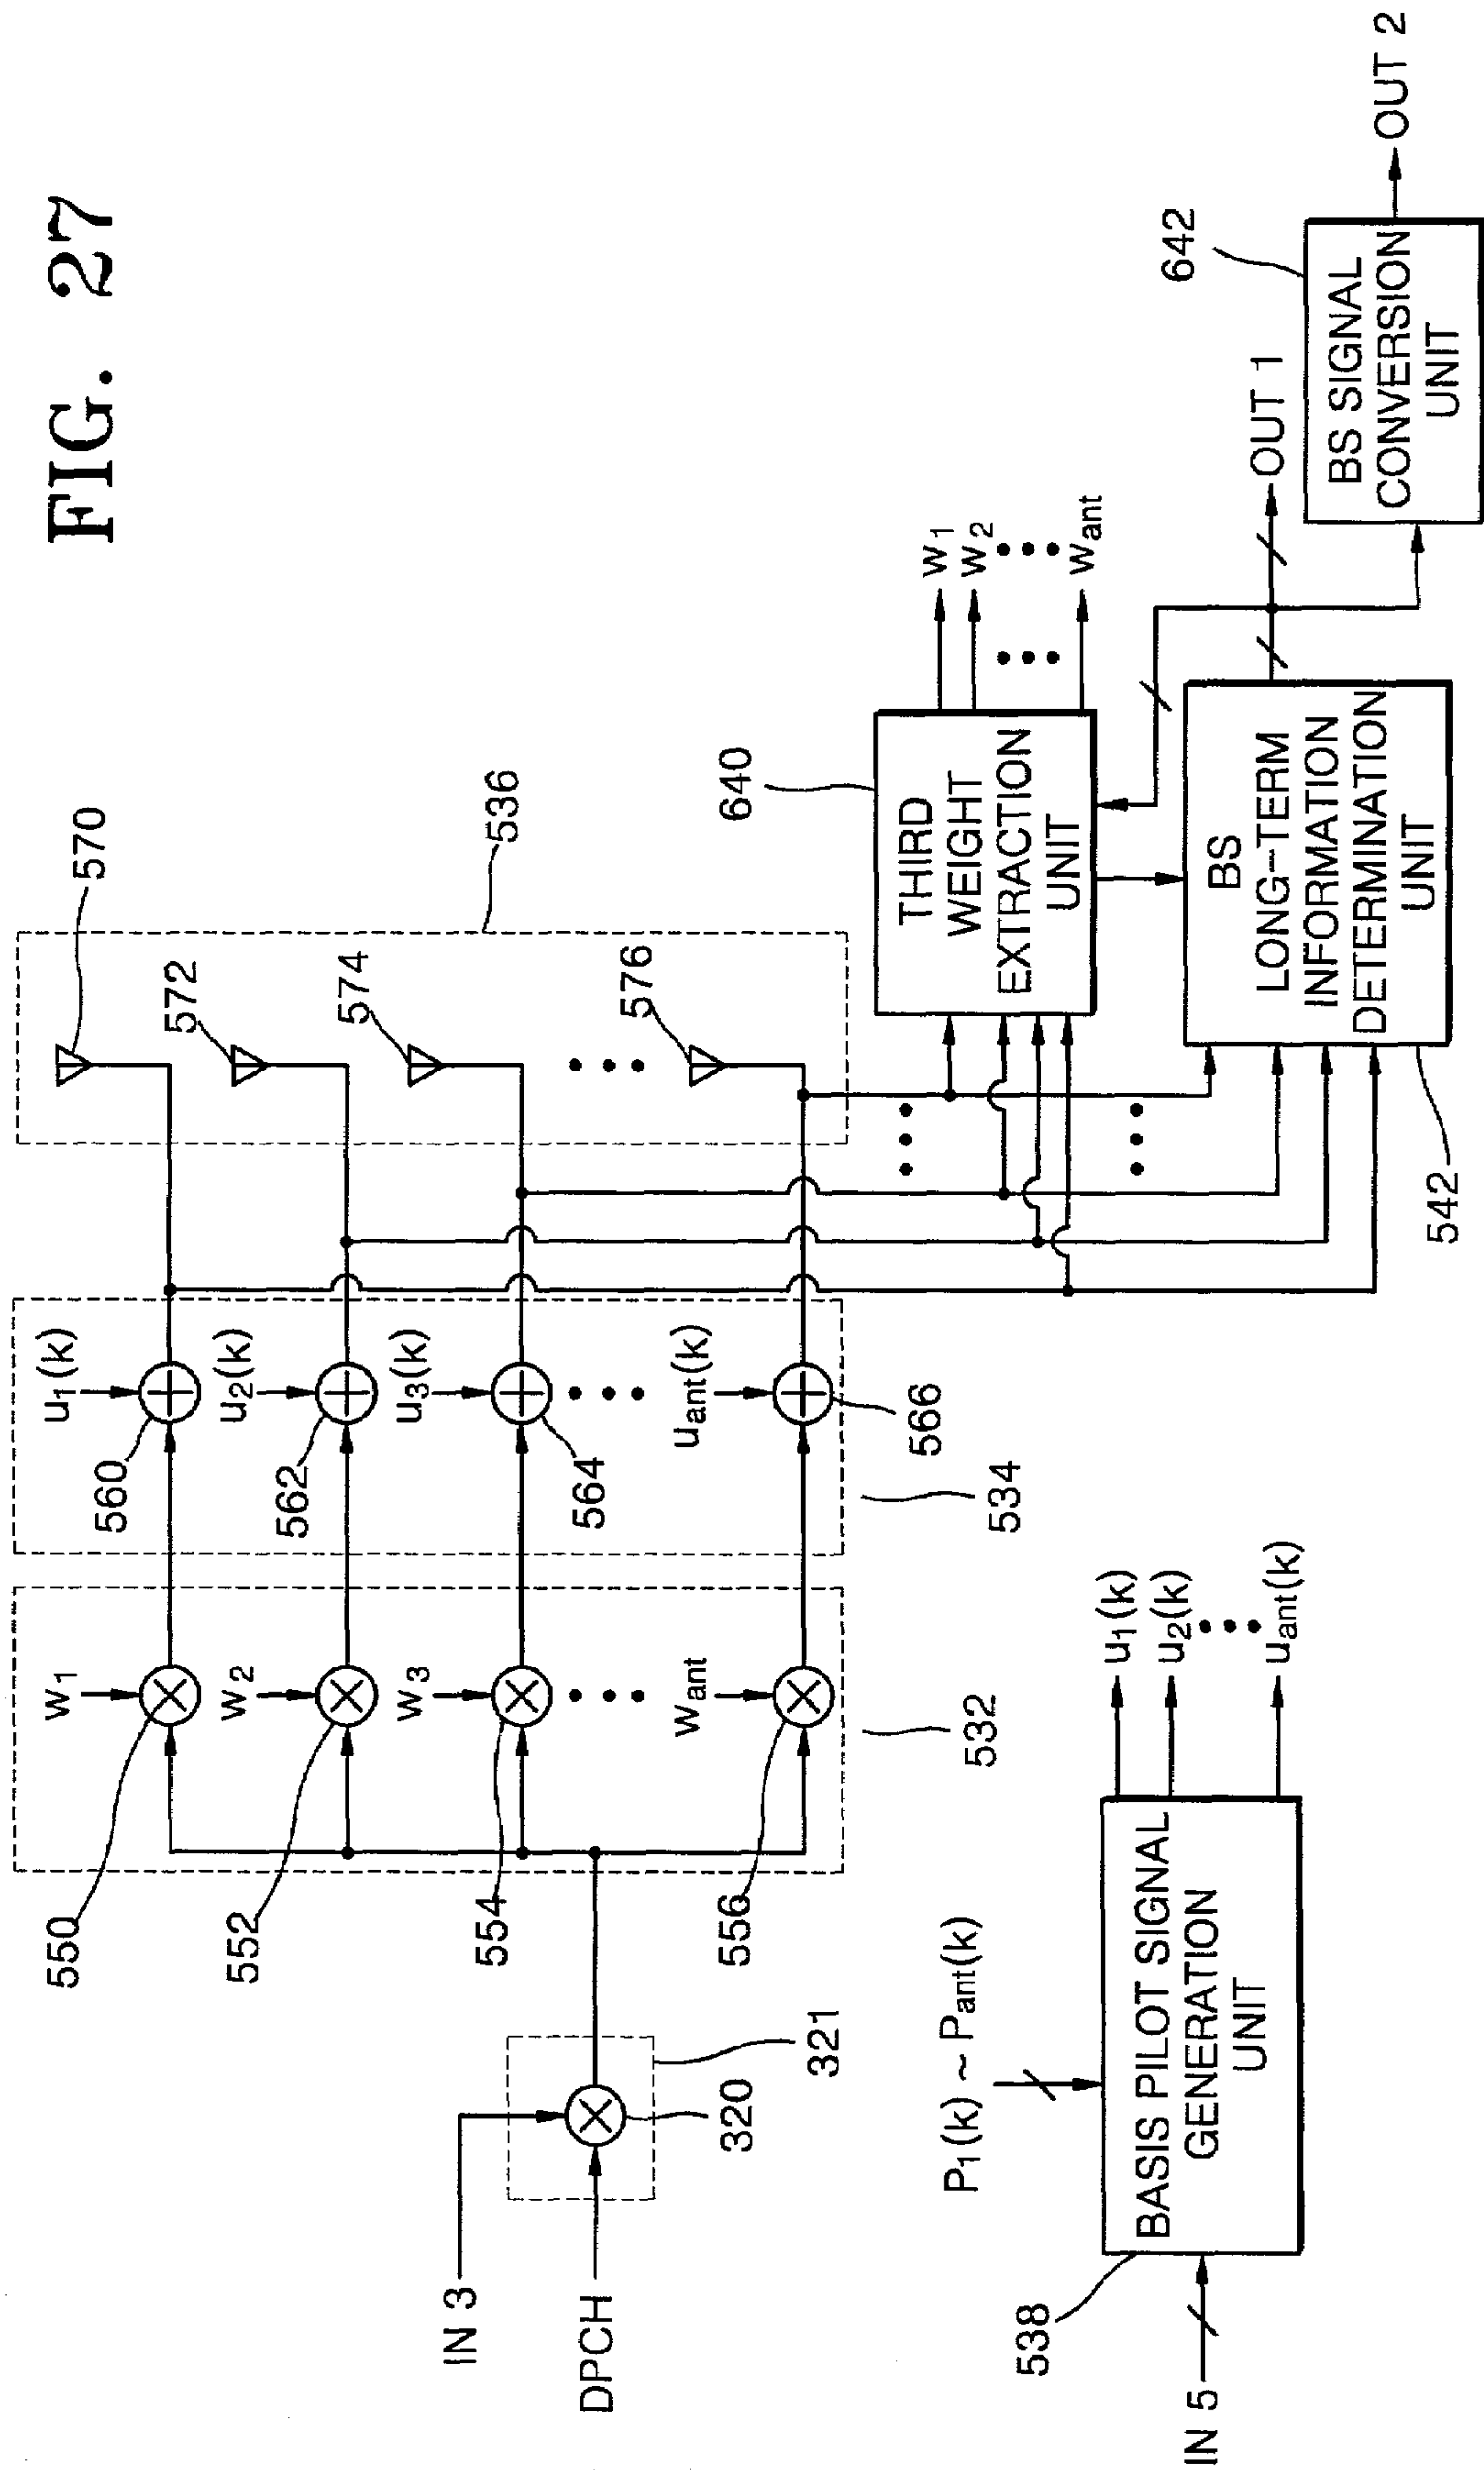 FIG. 27
IN 3
DPCH
320
321
550
552
554
556
w1
w2
w3
want
532
560
562
564
566
u1(k)
u2(k)
u3(k)
uant(k)
534
570
572
574
576
536
640
THIRD
WEIGHT
EXTRACTION
UNIT
w1
w2
want
BS
LONG-TERM
INFORMATION
DETERMINATION
UNIT
542
OUT 1
642
BS SIGNAL
CONVERSION
UNIT
OUT 2
P1(k) ~ Pant(k)
538
IN 5
BASIS PILOT SIGNAL
GENERATION
UNIT
u1(k)
u2(k)
uant(k)